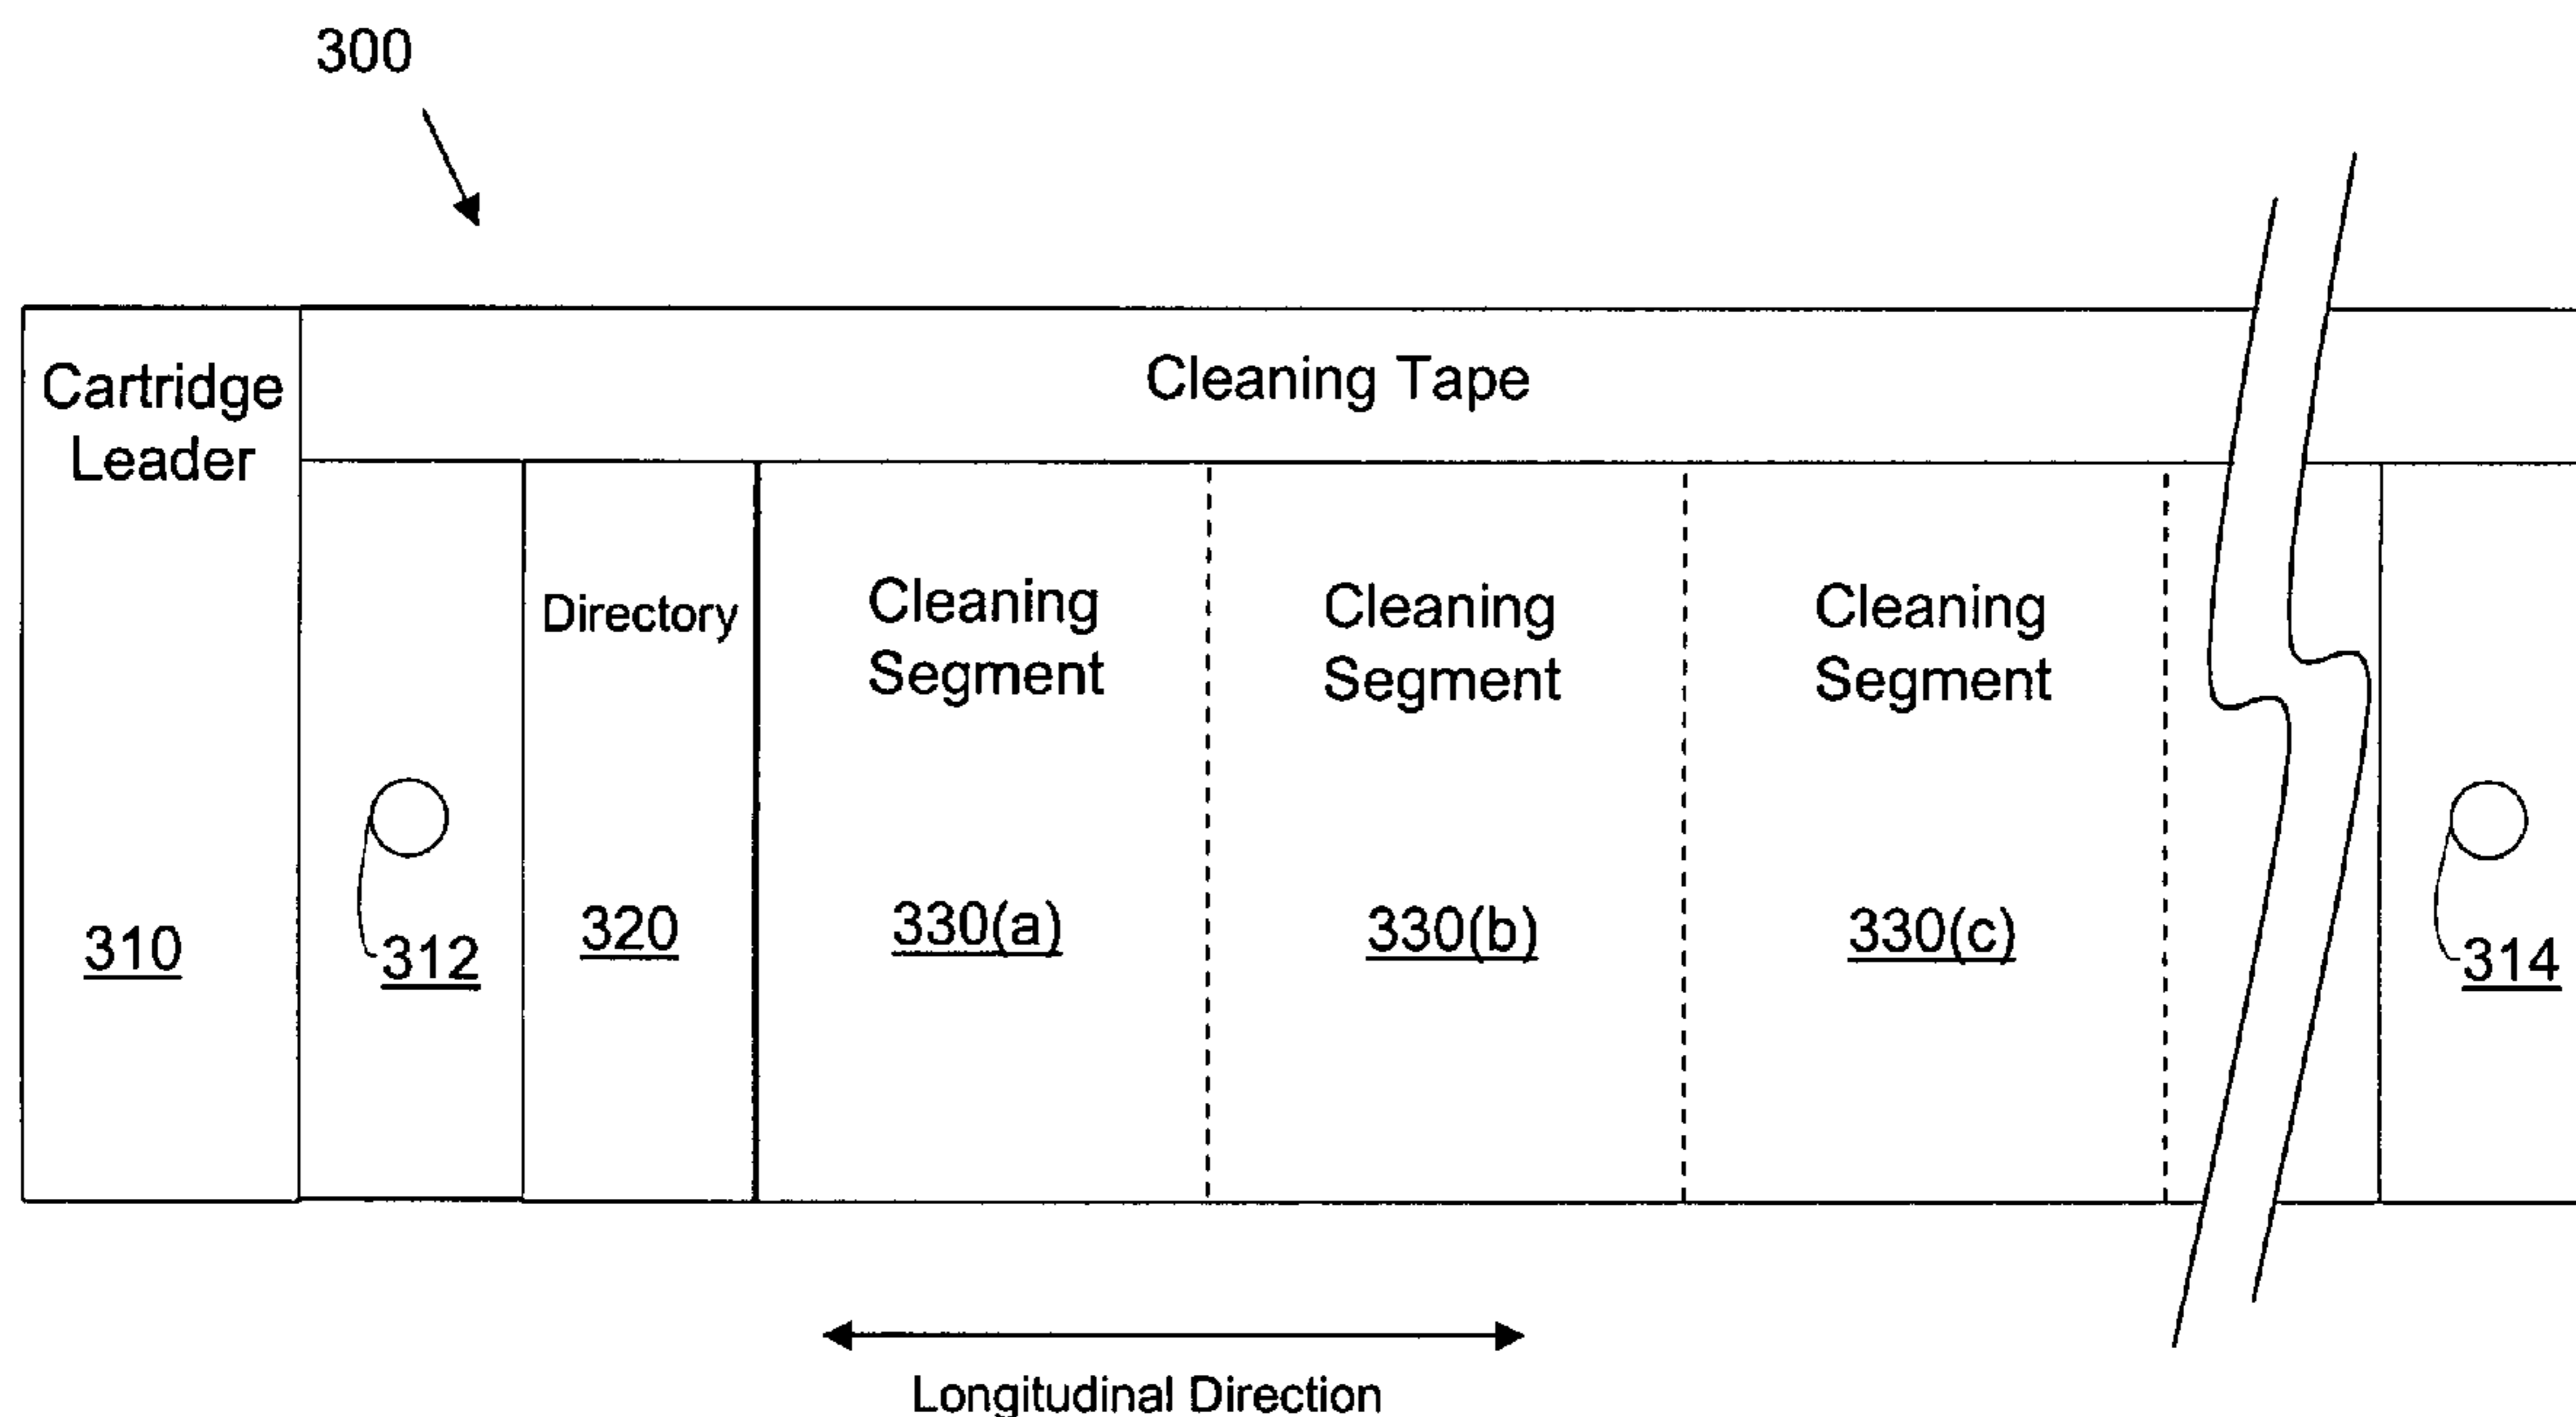 300
Cartridge
Leader
Cleaning Tape
Directory
Cleaning
Segment
Cleaning
Segment
Cleaning
Segment
310
312
320
330(a)
330(b)
330(c)
314
Longitudinal Direction